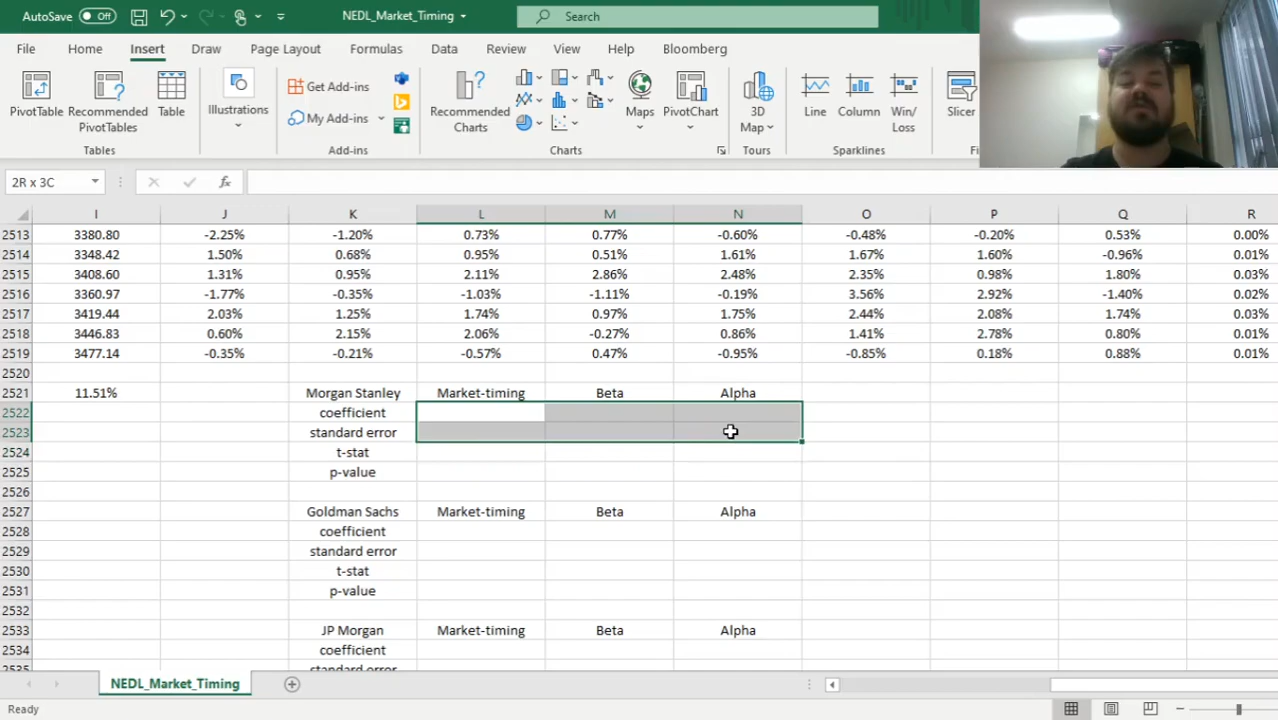 AutoSave Off NEDL_Market_Timing Search
File Home Insert Draw Page Layout Formulas Data Review View Help Bloomberg
PivotTable Recommended PivotTables Table Illustrations Get Add-ins My Add-ins Recommended Charts Maps PivotChart 3D Map Line Column Win/Loss Slicer
Tables Add-ins Charts Tours Sparklines
2R x 3C fx
I J K L M N O P Q R
2513 3380.80 -2.25% -1.20% 0.73% 0.77% -0.60% -0.48% -0.20% 0.53% 0.00%
2514 3348.42 1.50% 0.68% 0.95% 0.51% 1.61% 1.67% 1.60% -0.96% 0.01%
2515 3408.60 1.31% 0.95% 2.11% 2.86% 2.48% 2.35% 0.98% 1.80% 0.03%
2516 3360.97 -1.77% -0.35% -1.03% -1.11% -0.19% 3.56% 2.92% -1.40% 0.02%
2517 3419.44 2.03% 1.25% 1.74% 0.97% 1.75% 2.44% 2.08% 1.74% 0.03%
2518 3446.83 0.60% 2.15% 2.06% -0.27% 0.86% 1.41% 2.78% 0.80% 0.01%
2519 3477.14 -0.35% -0.21% -0.57% 0.47% -0.95% -0.85% 0.18% 0.88% 0.01%
2520
2521 11.51% Morgan Stanley Market-timing Beta Alpha
2522 coefficient
2523 standard error
2524 t-stat
2525 p-value
2526
2527 Goldman Sachs Market-timing Beta Alpha
2528 coefficient
2529 standard error
2530 t-stat
2531 p-value
2532
2533 JP Morgan Market-timing Beta Alpha
2534 coefficient
2535 standard error
NEDL_Market_Timing
Ready